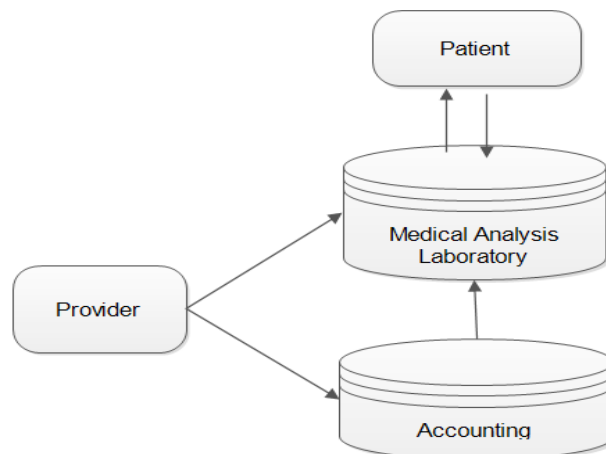 Patient
Medical Analysis
Laboratory
Provider
Accounting